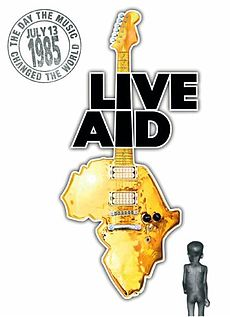 THE DAY THE MUSIC
JULY 13
1985
CHANGED THE WORLD
LIVE
AID